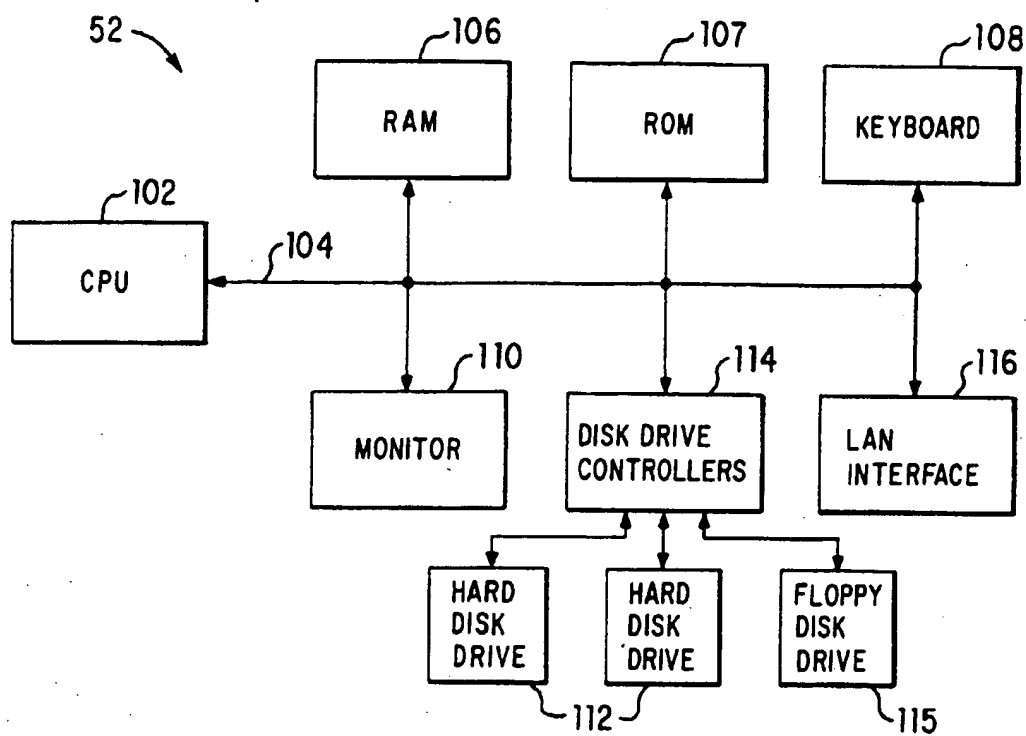 52
106
107
108
RAM
ROM
KEYBOARD
102
104
CPU
110
114
116
MONITOR
DISK DRIVE
CONTROLLERS
LAN
INTERFACE
HARD
DISK
DRIVE
HARD
DISK
DRIVE
FLOPPY
DISK
DRIVE
112
115